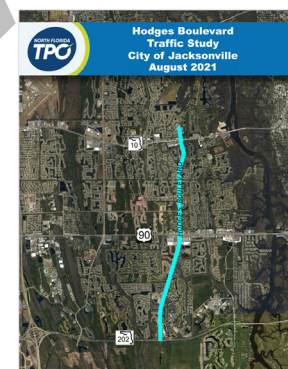 NORTH FLORIDA
TPO
Hodges Boulevard
Traffic Study
City of Jacksonville
August 2021
10
90
202